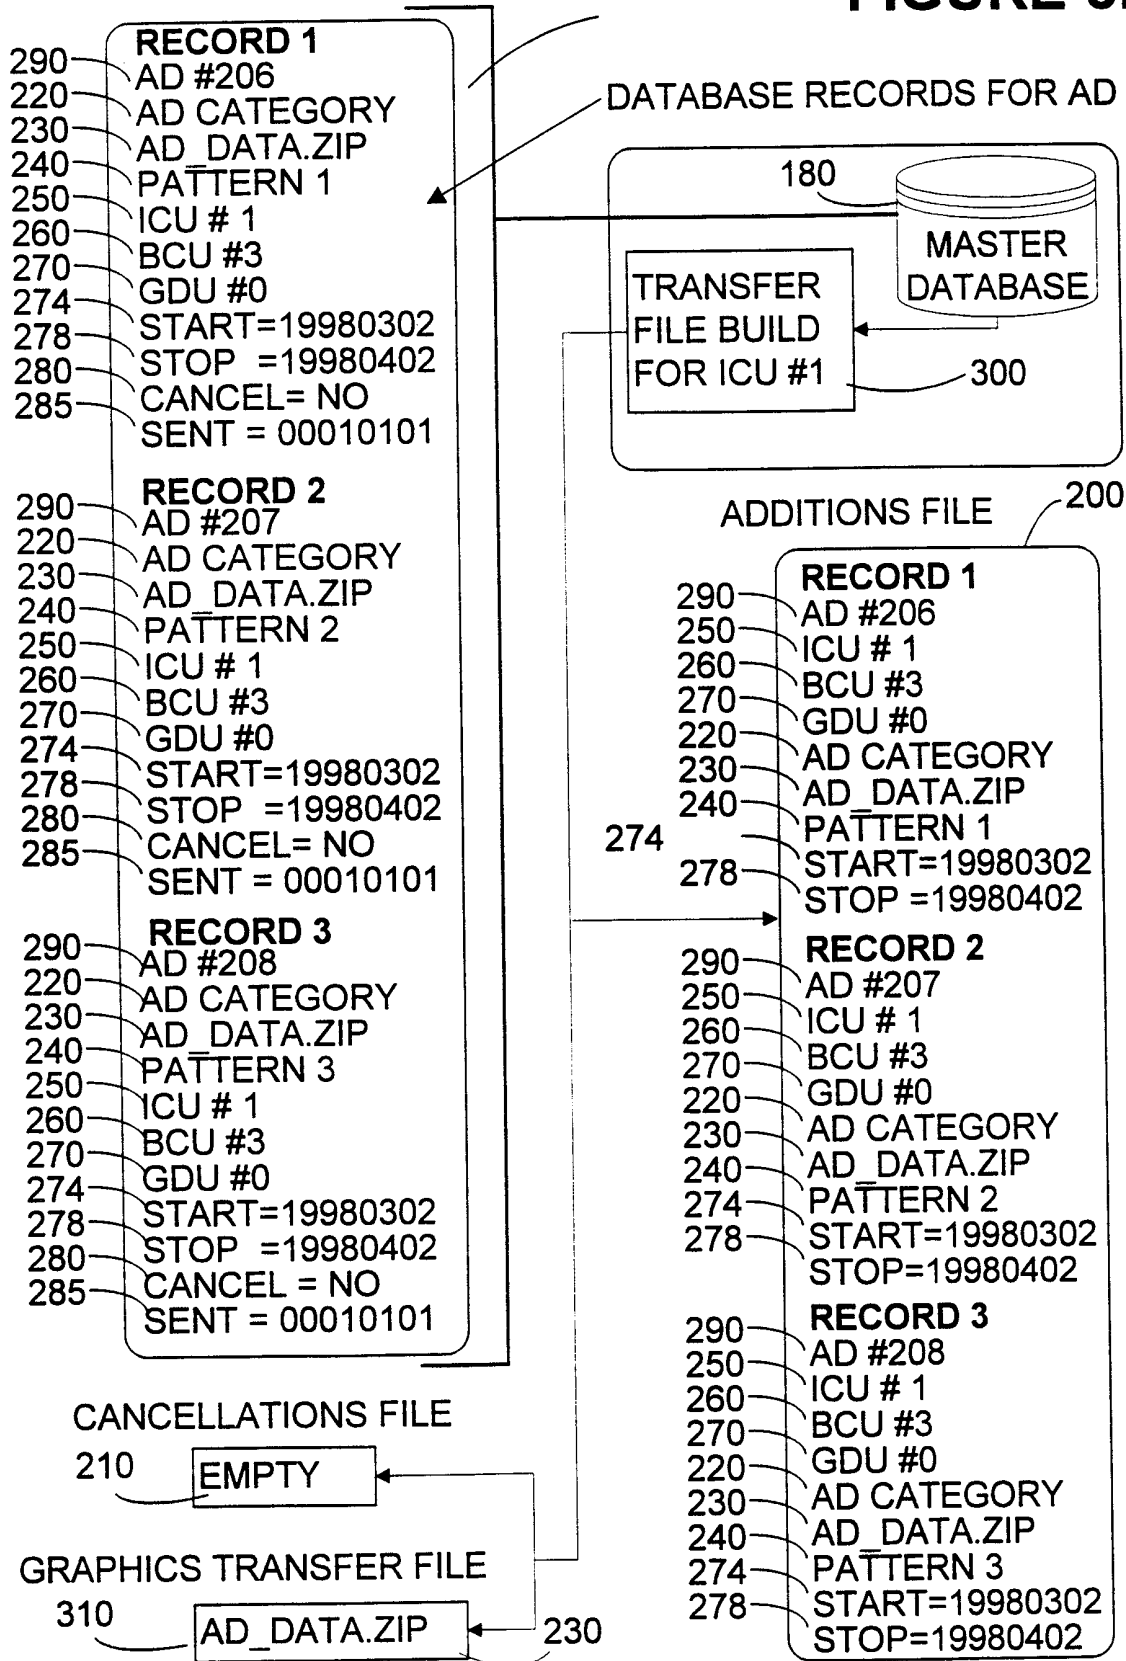 FIGURE
RECORD 1
290 AD #206
220 AD CATEGORY
230 AD_DATA.ZIP
240 PATTERN 1
250 ICU # 1
260 BCU #3
270 GDU #0
274 START=19980302
278 STOP =19980402
280 CANCEL= NO
285 SENT = 00010101
RECORD 2
290 AD #207
220 AD CATEGORY
230 AD_DATA.ZIP
240 PATTERN 2
250 ICU # 1
260 BCU #3
270 GDU #0
274 START=19980302
278 STOP =19980402
280 CANCEL= NO
285 SENT = 00010101
RECORD 3
290 AD #208
220 AD CATEGORY
230 AD_DATA.ZIP
240 PATTERN 3
250 ICU # 1
260 BCU #3
270 GDU #0
274 START=19980302
278 STOP =19980402
280 CANCEL = NO
285 SENT = 00010101
DATABASE RECORDS FOR AD
180
MASTER
DATABASE
TRANSFER
FILE BUILD
FOR ICU #1
300
ADDITIONS FILE
200
RECORD 1
290 AD #206
250 ICU # 1
260 BCU #3
270 GDU #0
220 AD CATEGORY
230 AD_DATA.ZIP
240 PATTERN 1
274 START=19980302
278 STOP =19980402
RECORD 2
290 AD #207
250 ICU # 1
260 BCU #3
270 GDU #0
220 AD CATEGORY
230 AD_DATA.ZIP
240 PATTERN 2
274 START=19980302
278 STOP=19980402
RECORD 3
290 AD #208
250 ICU # 1
260 BCU #3
270 GDU #0
220 AD CATEGORY
230 AD_DATA.ZIP
240 PATTERN 3
274 START=19980302
278 STOP=19980402
CANCELLATIONS FILE
210 EMPTY
GRAPHICS TRANSFER FILE
310 AD_DATA.ZIP 230